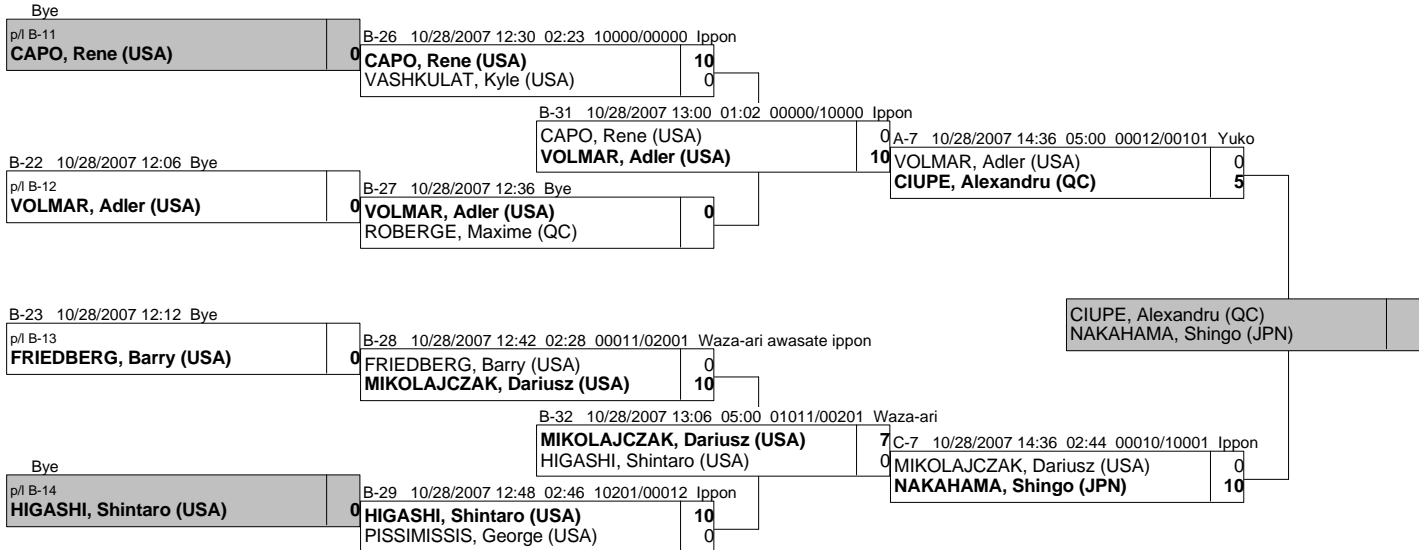 Bye
p/l B-11
CAPO, Rene (USA) 0
B-26 10/28/2007 12:30 02:23 10000/00000 Ippon
CAPO, Rene (USA) 10
VASHKULAT, Kyle (USA) 0
B-31 10/28/2007 13:00 01:02 00000/10000 Ippon
CAPO, Rene (USA) 0
VOLMAR, Adler (USA) 10
A-7 10/28/2007 14:36 05:00 00012/00101 Yuko
VOLMAR, Adler (USA) 0
CIUPE, Alexandru (QC) 5
B-22 10/28/2007 12:06 Bye
p/l B-12
VOLMAR, Adler (USA) 0
B-27 10/28/2007 12:36 Bye
VOLMAR, Adler (USA) 0
ROBERGE, Maxime (QC)
CIUPE, Alexandru (QC)
NAKAHAMA, Shingo (JPN)
B-23 10/28/2007 12:12 Bye
p/l B-13
FRIEDBERG, Barry (USA) 0
B-28 10/28/2007 12:42 02:28 00011/02001 Waza-ari awasate ippon
FRIEDBERG, Barry (USA) 0
MIKOLAJCZAK, Dariusz (USA) 10
B-32 10/28/2007 13:06 05:00 01011/00201 Waza-ari
MIKOLAJCZAK, Dariusz (USA) 7
HIGASHI, Shintaro (USA) 0
C-7 10/28/2007 14:36 02:44 00010/10001 Ippon
MIKOLAJCZAK, Dariusz (USA) 0
NAKAHAMA, Shingo (JPN) 10
Bye
p/l B-14
HIGASHI, Shintaro (USA) 0
B-29 10/28/2007 12:48 02:46 10201/00012 Ippon
HIGASHI, Shintaro (USA) 10
PISSIMISSIS, George (USA) 0